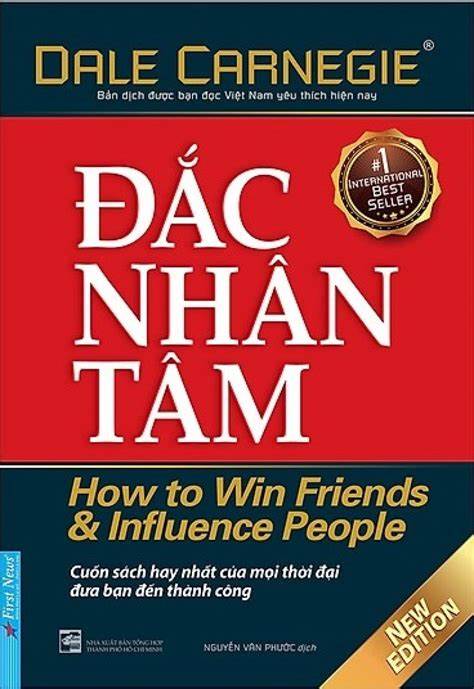 DALE CARNEGIE®
Bản dịch được bạn đọc Việt Nam yêu thích hiện nay
#1
INTERNATIONAL
BEST
SELLER
ĐẮC
NHÂN
TÂM
How to Win Friends
& Influence People
Cuốn sách hay nhất của mọi thời đại
đưa bạn đến thành công
NEW
EDITION
First News
NHÀ XUẤT BẢN TỔNG HỢP
THÀNH PHỐ HỒ CHÍ MINH
NGUYỄN VĂN PHƯỚC dịch